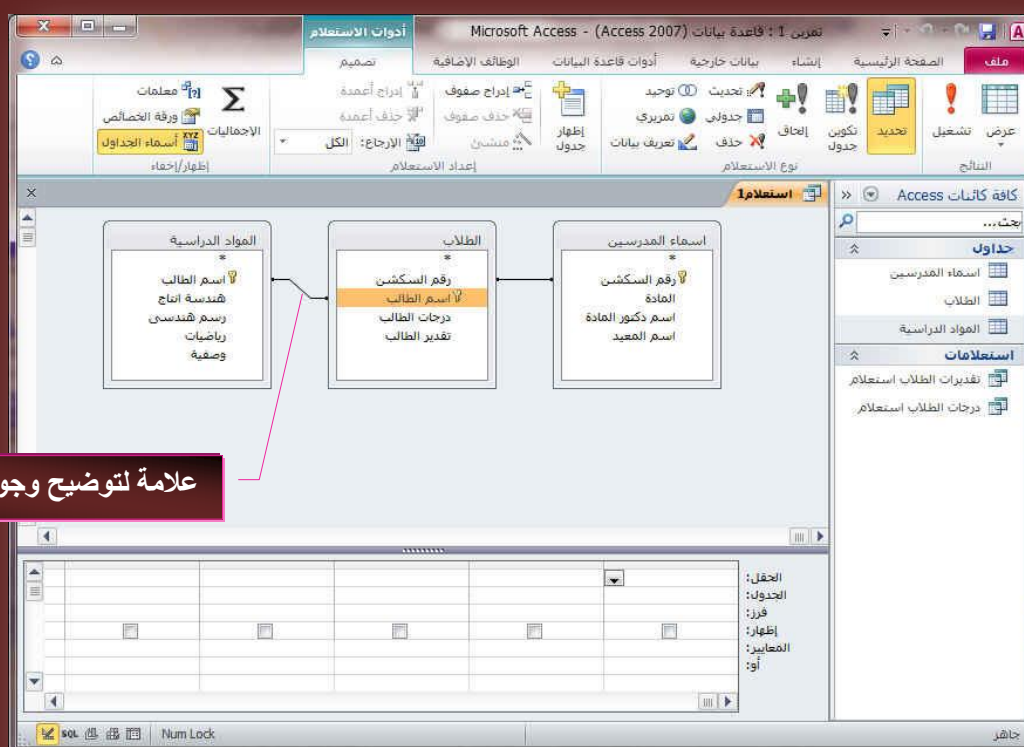 تمرين 1 : قاعدة بيانات (Access 2007) - Microsoft Access
أدوات الاستعلام
ملف
الصفحة الرئيسية
إنشاء
بيانات خارجية
أدوات قاعدة البيانات
الوظائف الإضافية
تصميم
عرض
تشغيل
النتائج
تحديد
تكوين جدول
إلحاق
تحديث
جدولي
حذف
توحيد
تمريري
تعريف بيانات
نوع الاستعلام
إظهار جدول
إدراج صفوف
حذف صفوف
منشئ
إدراج أعمدة
حذف أعمدة
الإرجاع: الكل
إعداد الاستعلام
الإجماليات
معلمات
ورقة الخصائص
أسماء الجداول
إظهار/إخفاء
كافة كائنات Access
بحث...
جداول
اسماء المدرسين
الطلاب
المواد الدراسية
استعلامات
تقديرات الطلاب استعلام
درجات الطلاب استعلام
استعلام1
اسماء المدرسين
*
رقم السكشن
المادة
اسم دكتور المادة
اسم المعيد
الطلاب
*
رقم السكشن
اسم الطالب
درجات الطالب
تقدير الطالب
المواد الدراسية
*
اسم الطالب
هندسة انتاج
رسم هندسى
رياضيات
وصفية
علامة لتوضيح
الحقل:
الجدول:
فرز:
إظهار:
المعايير:
أو:
جاهز
Num Lock
SQL